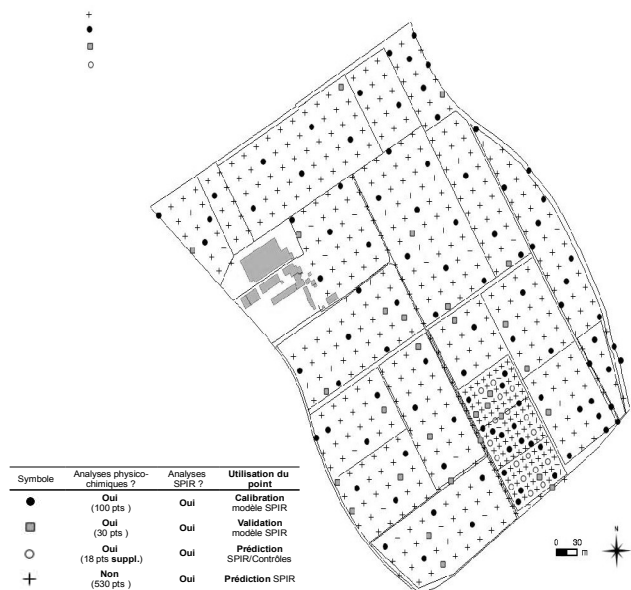 Symbole Analyses physico-chimiques ? Analyses SPIR ? Utilisation du point
Oui (100 pts ) Oui Calibration modèle SPIR
Oui (30 pts ) Oui Validation modèle SPIR
Oui (18 pts suppl.) Oui Prédiction SPIR/Contrôles
Non (530 pts ) Oui Prédiction SPIR
0 30 m
N